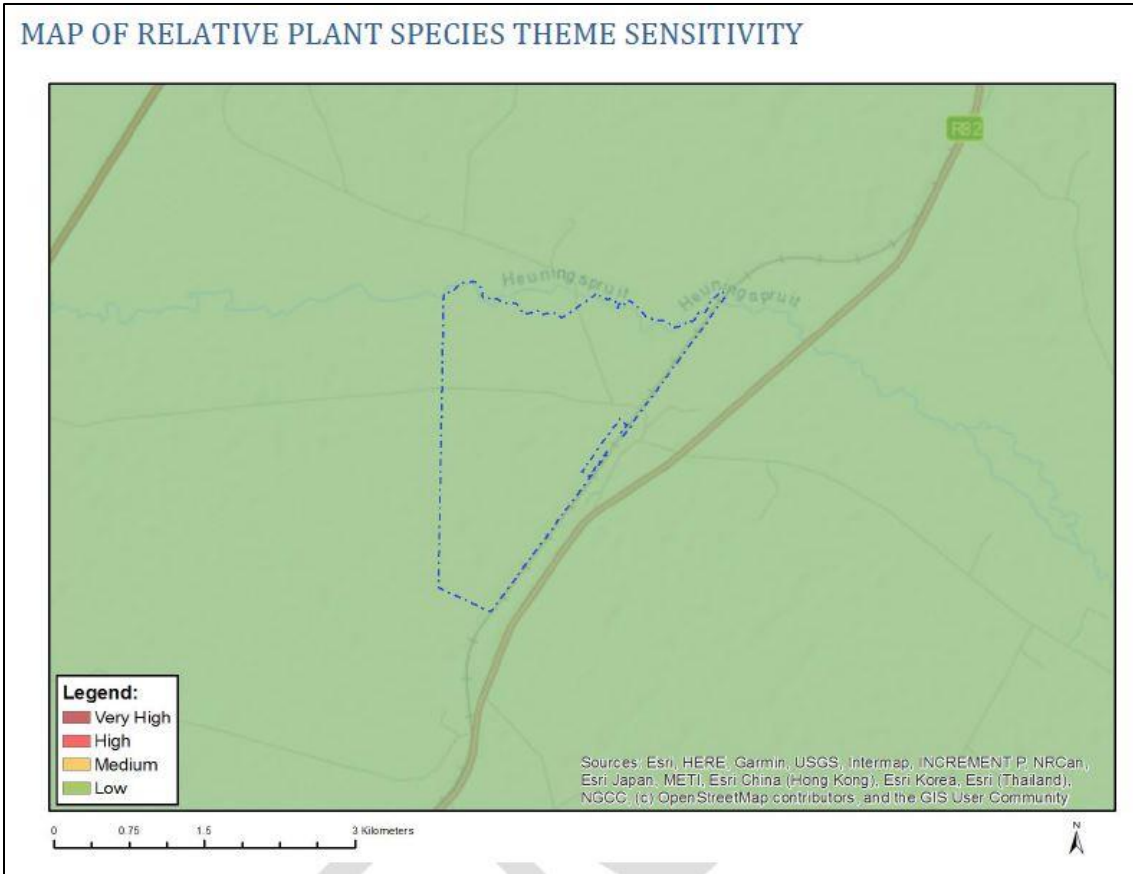 MAP OF RELATIVE PLANT SPECIES THEME SENSITIVITY
R82
Heuningspruit
Heuningspruit
Legend:
Very High
High
Medium
Low
Sources: Esri, HERE, Garmin, USGS, Intermap, INCREMENT P, NRCan,
Esri Japan, METI, Esri China (Hong Kong), Esri Korea, Esri (Thailand),
NGCC, (c) OpenStreetMap contributors, and the GIS User Community
0 0.75 1.5 3 Kilometers
N